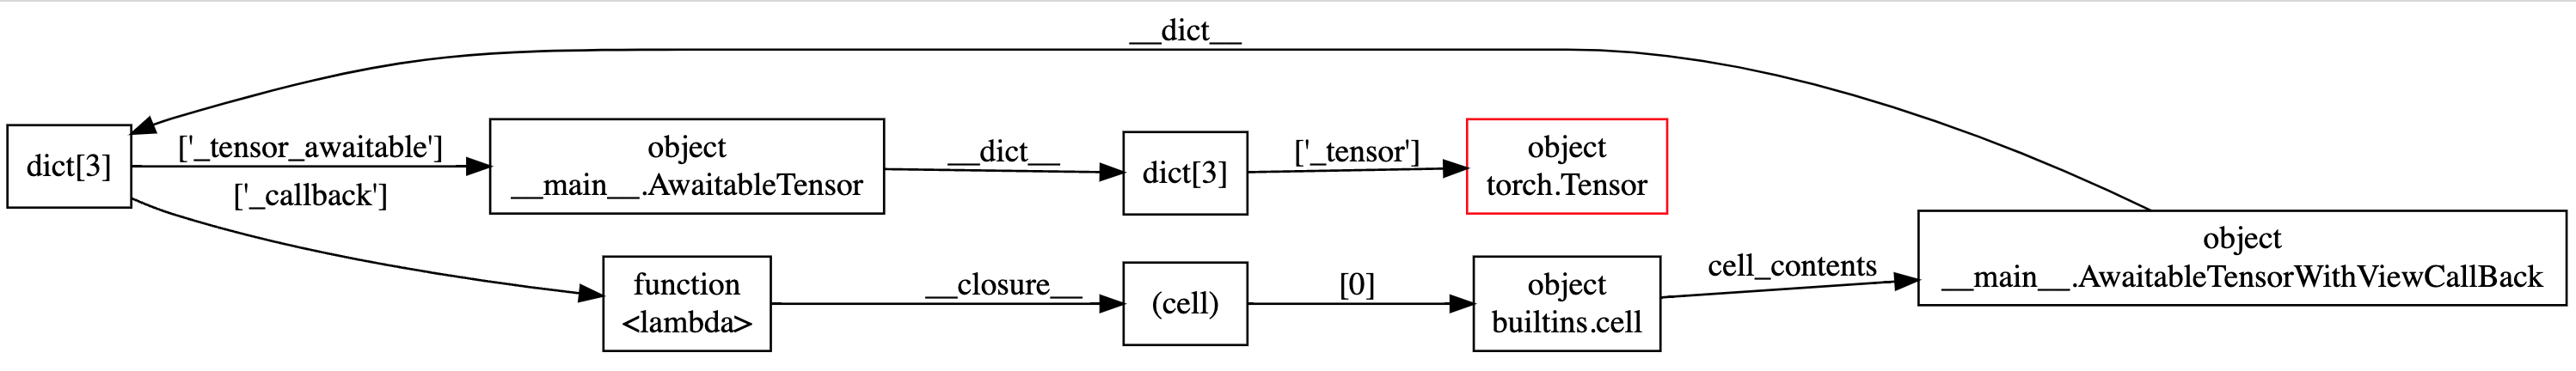 __dict__
dict[3]
['_tensor_awaitable']
['_callback']
object
__main__.AwaitableTensor
__dict__
dict[3]
['_tensor']
object
torch.Tensor
function
<lambda>
__closure__
(cell)
[0]
object
builtins.cell
cell_contents
object
__main__.AwaitableTensorWithViewCallBack